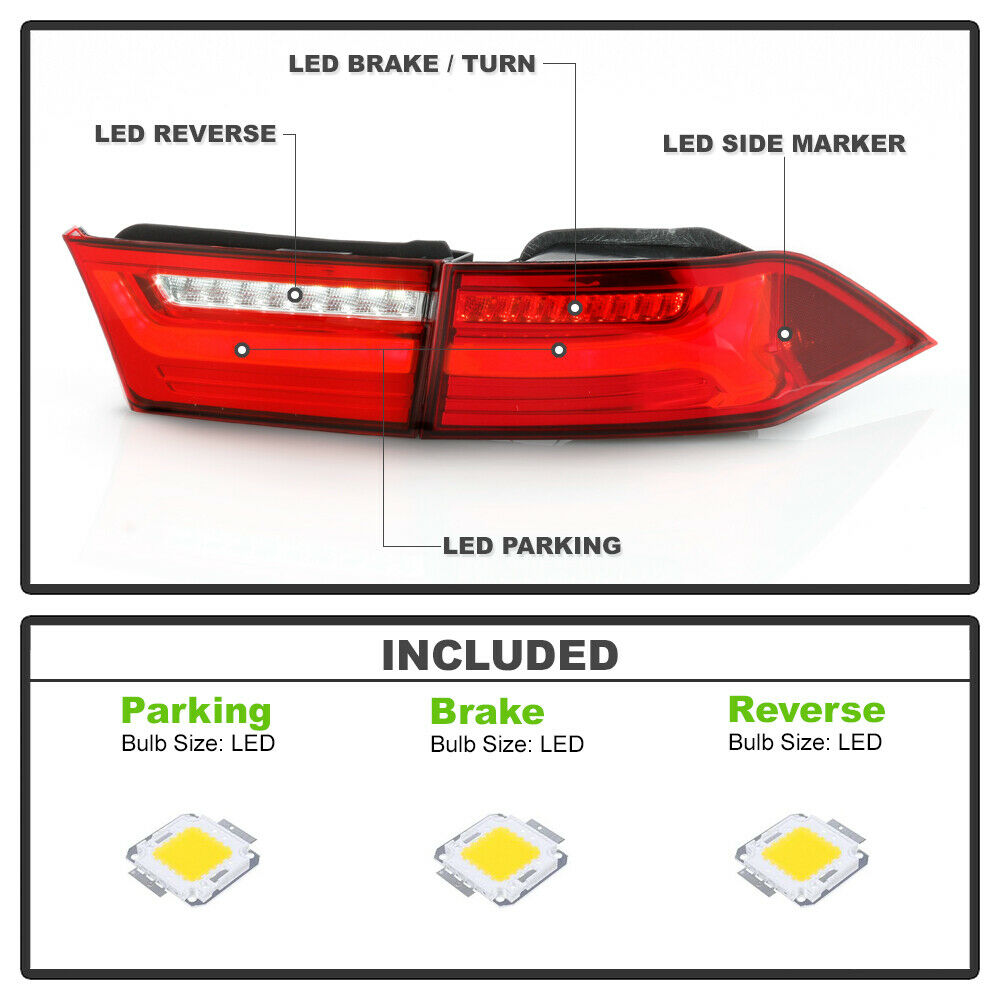 LED BRAKE / TURN
LED REVERSE
LED SIDE MARKER
LED PARKING
INCLUDED
Parking
Bulb Size: LED
Brake
Bulb Size: LED
Reverse
Bulb Size: LED